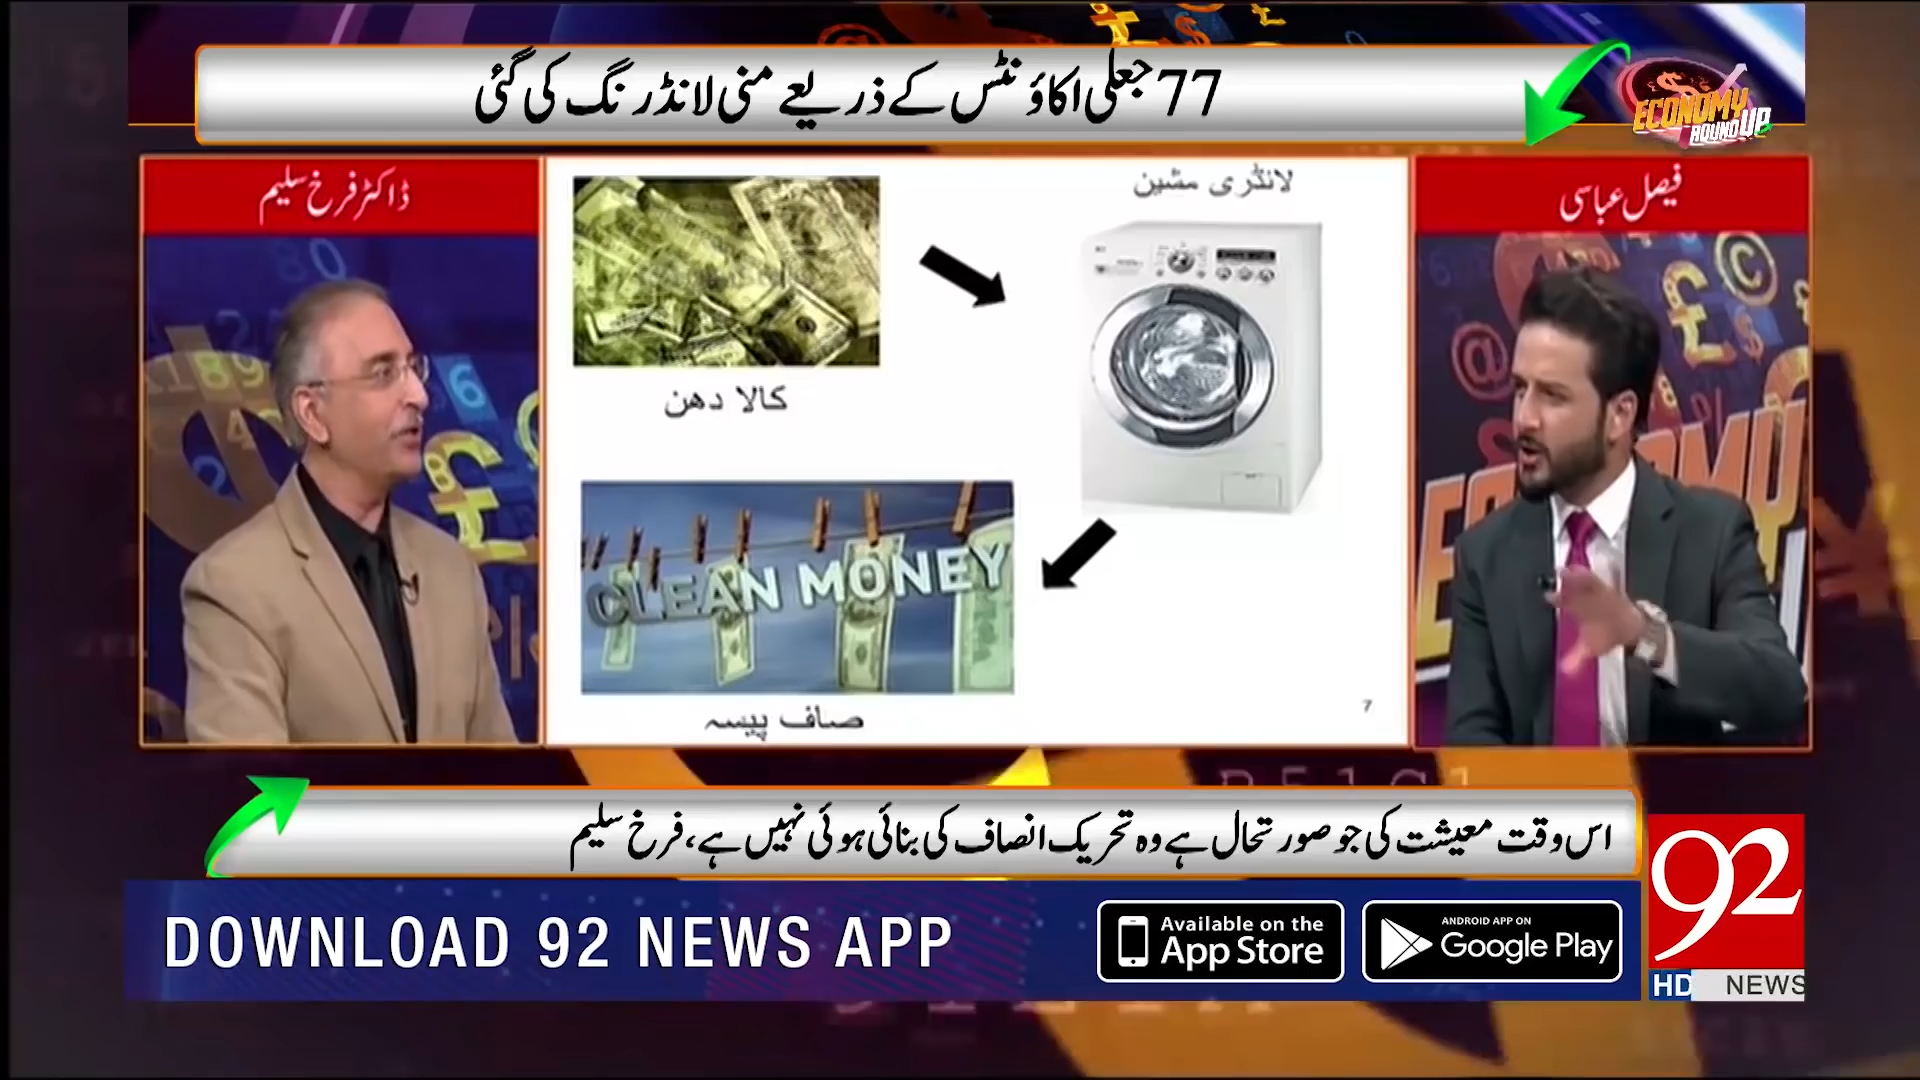 77 جعلی اکاؤنٹس کے ذریعے منی لانڈرنگ کی گئی
ECONOMY
ROUNDUP
ڈاکٹر فرخ سلیم
فیصل عباسی
لانڈری مشین
کالا دھن
CLEAN MONEY
صاف پیسہ
7
اس وقت معیشت کی جو صورتحال ہے وہ تحریک انصاف کی بنائی ہوئی نہیں ہے، فرخ سلیم
DOWNLOAD 92 NEWS APP
Available on the
App Store
ANDROID APP ON
Google Play
92
HD NEWS